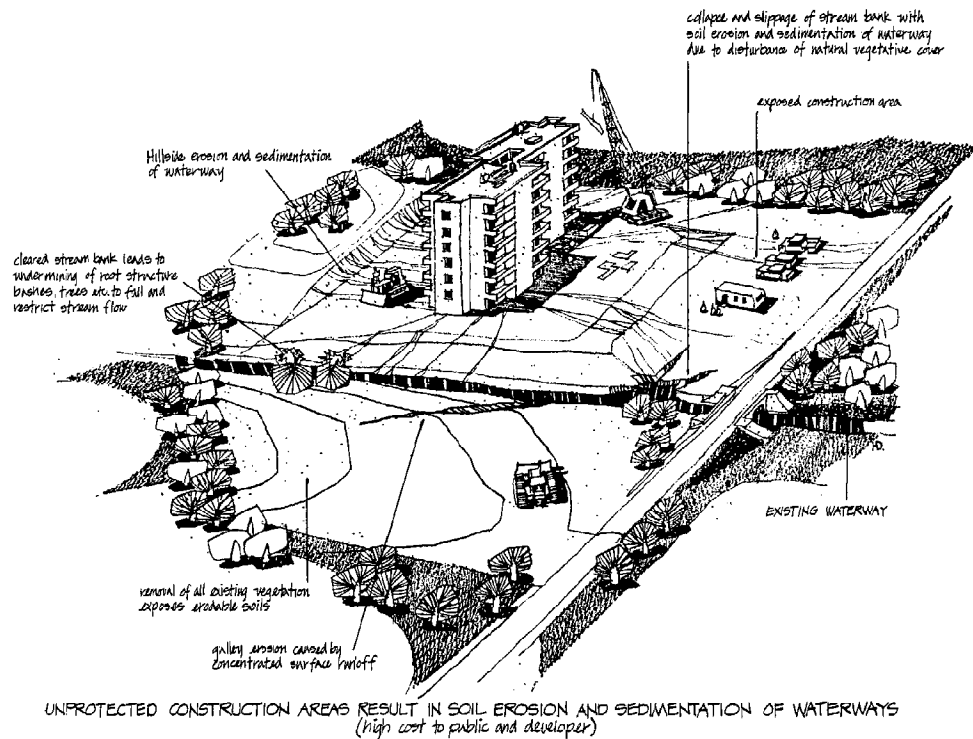 collapse and slippage of stream bank with
soil erosion and sedimentation of waterway
due to disturbance of natural vegetative cover
exposed construction area
Hillside erosion and sedimentation
of waterway
cleared stream bank leads to
undermining of root structure
bushes, trees etc. to fall and
restrict stream flow
EXISTING WATERWAY
removal of all existing vegetation
exposes erodable soils
gulley erosion caused by
concentrated surface runoff
UNPROTECTED CONSTRUCTION AREAS RESULT IN SOIL EROSION AND SEDIMENTATION OF WATERWAYS
(high cost to public and developer)